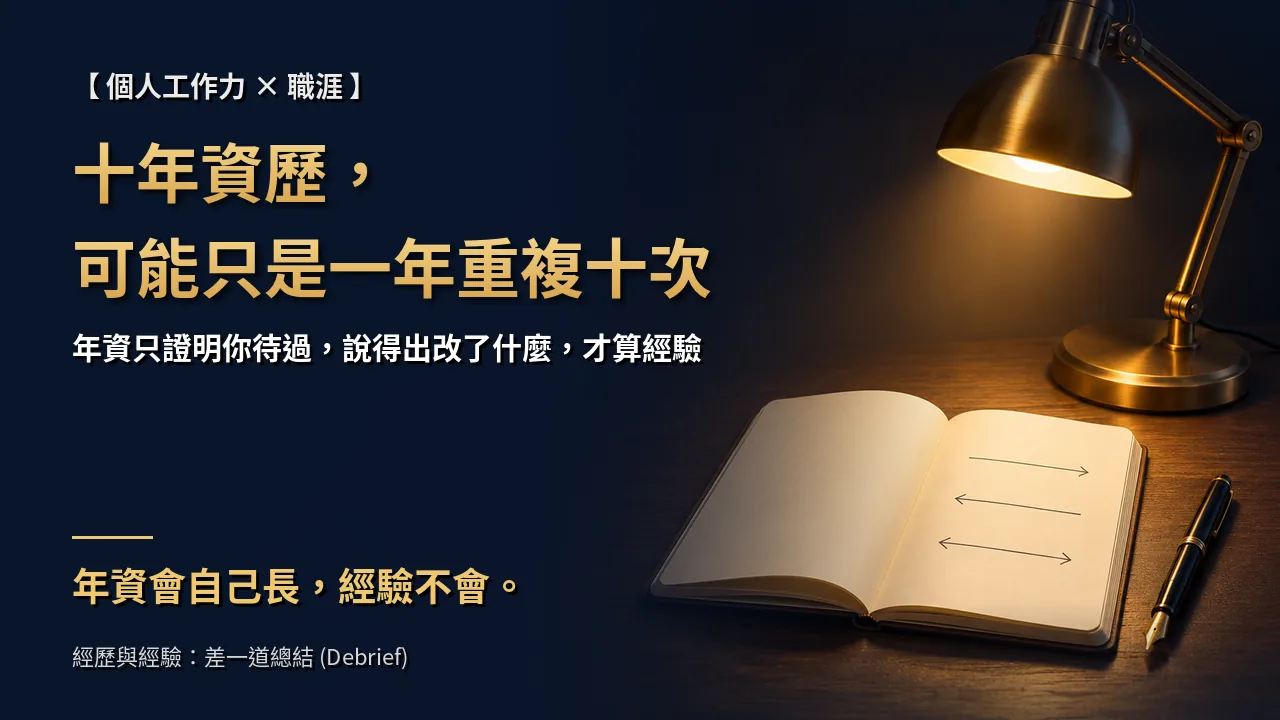 【 個人工作力 × 職涯 】
十年資歷，
可能只是一年重複十次
年資只證明你待過，說得出改了什麼，才算經驗
年資會自己長，經驗不會。
經歷與經驗：差一道總結 (Debrief)